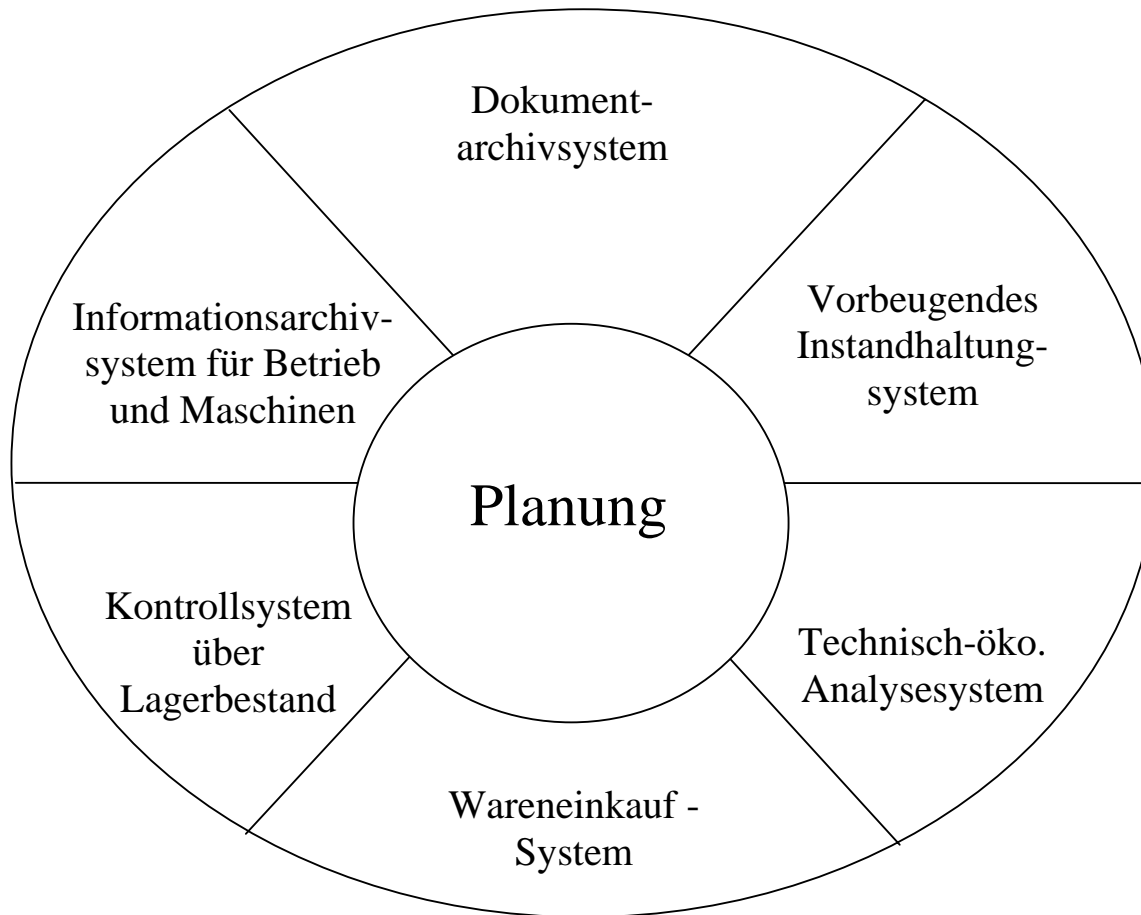 Dokument-
archivsystem
Vorbeugendes
Instandhaltung-
system
Informationsarchiv-
system für Betrieb
und Maschinen
Planung
Kontrollsystem
über
Lagerbestand
Technisch-öko.
Analysesystem
Wareneinkauf -
System